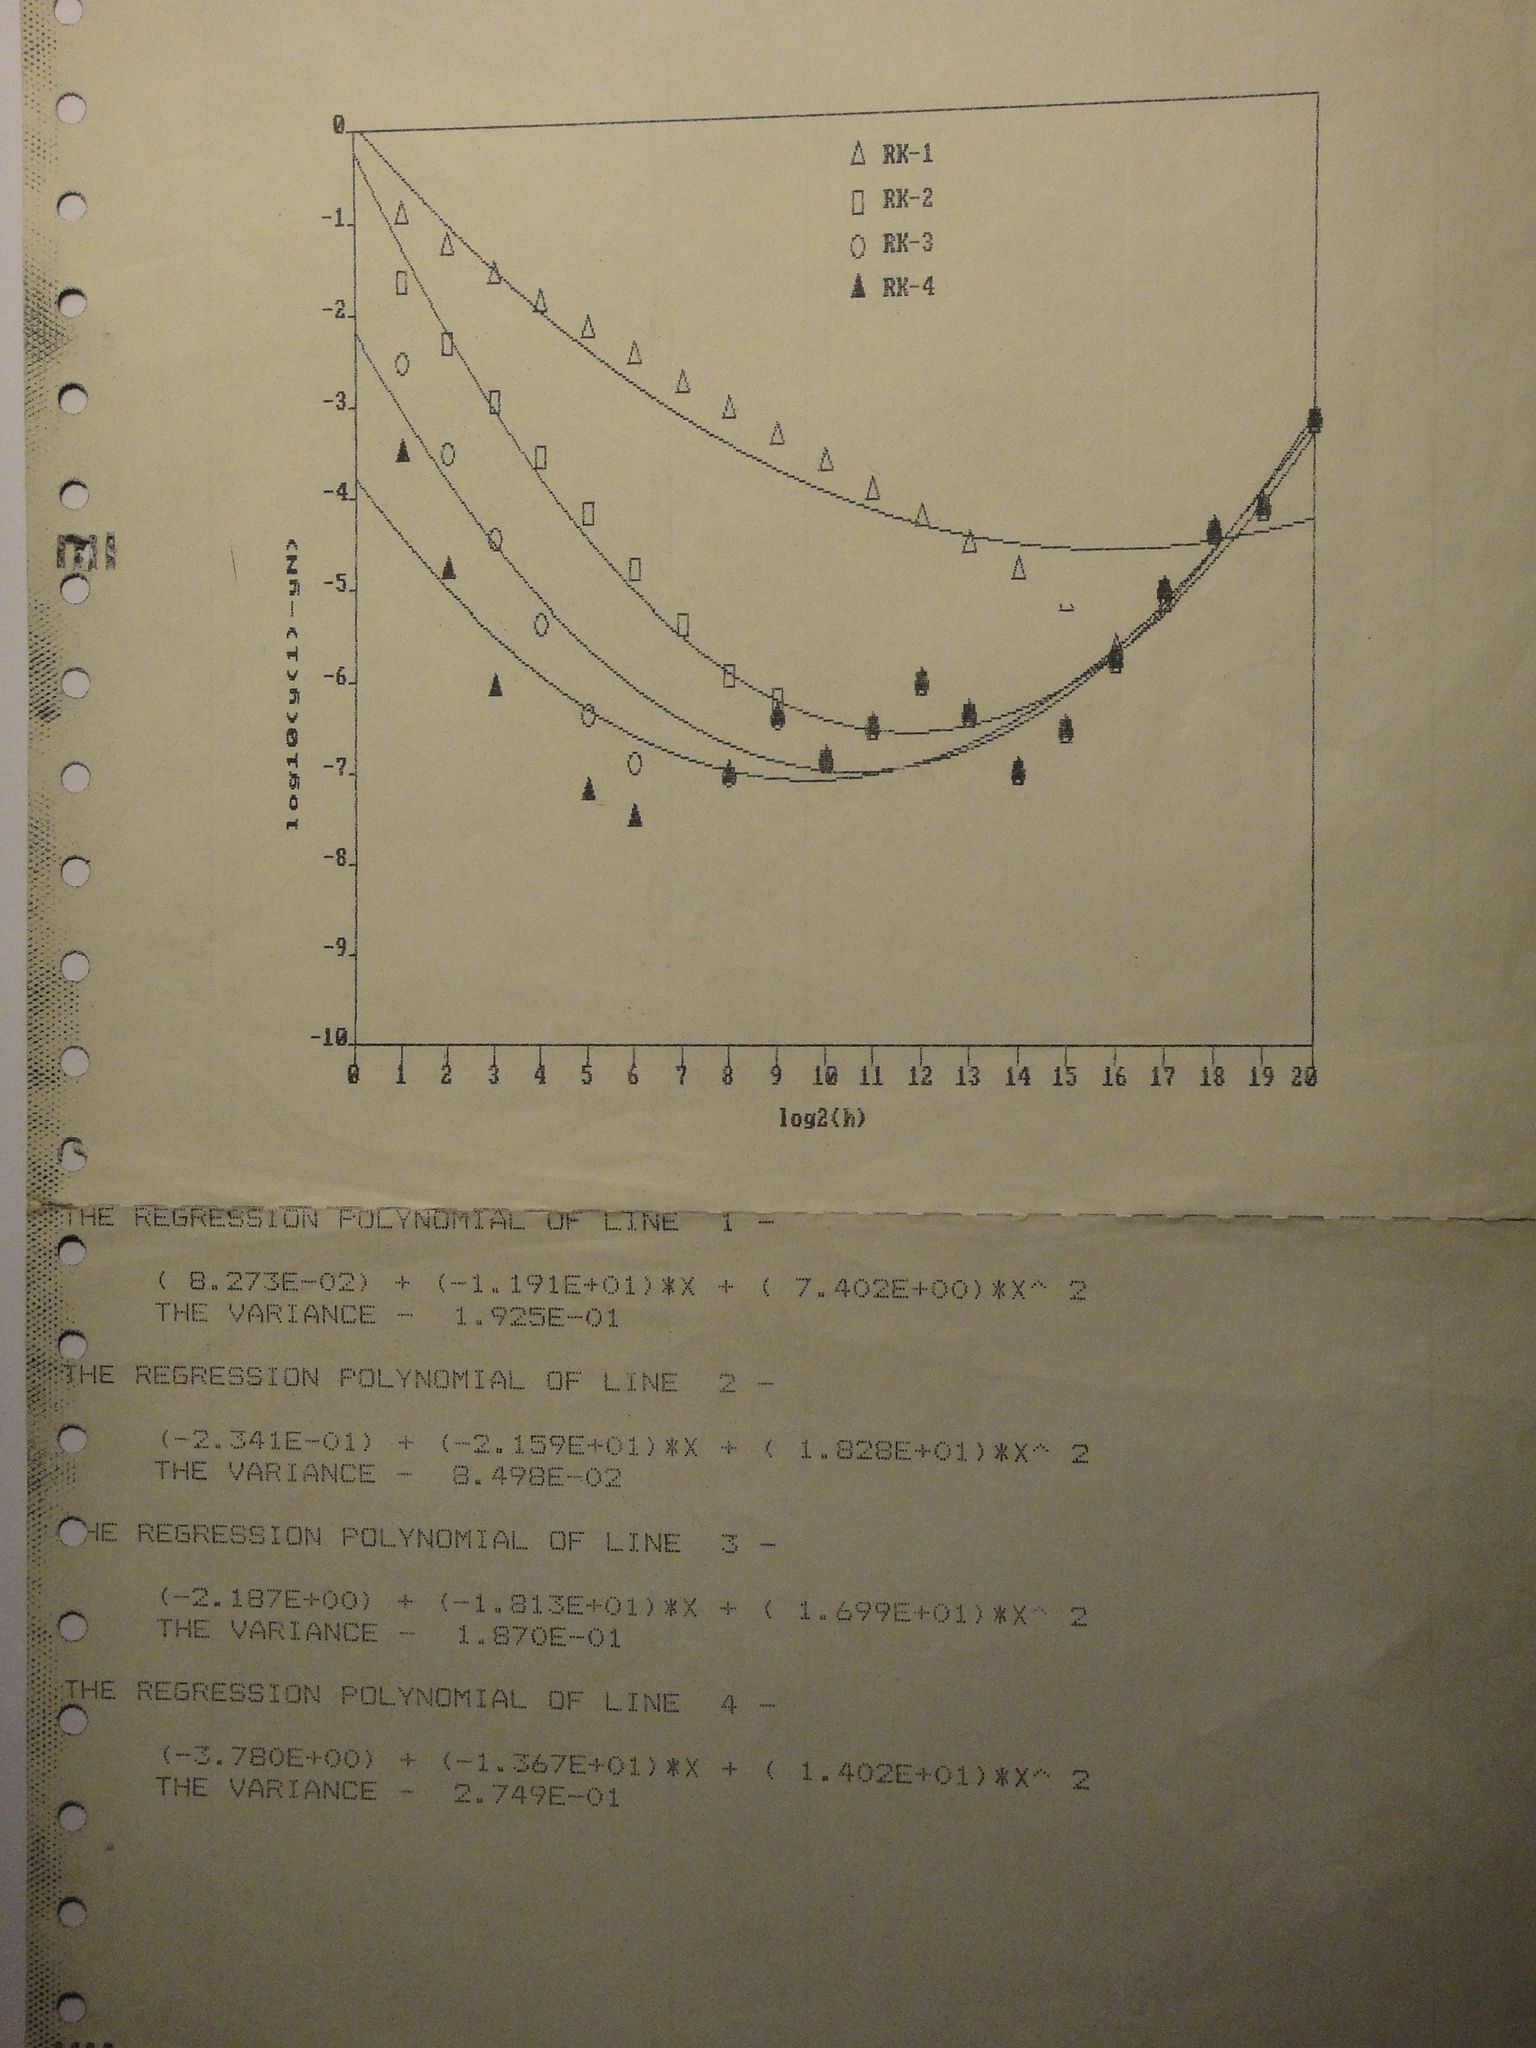 0
△ RK-1
▯ RK-2
○ RK-3
▲ RK-4
-1
-2
-3
-4
-5
-6
-7
-8
-9
-10
log10(y(1)-yN)
0 1 2 3 4 5 6 7 8 9 10 11 12 13 14 15 16 17 18 19 20
log2(h)
THE REGRESSION POLYNOMIAL OF LINE 1 -
( 8.273E-02) + (-1.191E+01)*X + ( 7.402E+00)*X^ 2
THE VARIANCE - 1.925E-01
THE REGRESSION POLYNOMIAL OF LINE 2 -
(-2.341E-01) + (-2.159E+01)*X + ( 1.828E+01)*X^ 2
THE VARIANCE - 8.498E-02
THE REGRESSION POLYNOMIAL OF LINE 3 -
(-2.187E+00) + (-1.813E+01)*X + ( 1.699E+01)*X^ 2
THE VARIANCE - 1.870E-01
THE REGRESSION POLYNOMIAL OF LINE 4 -
(-3.780E+00) + (-1.367E+01)*X + ( 1.402E+01)*X^ 2
THE VARIANCE - 2.749E-01